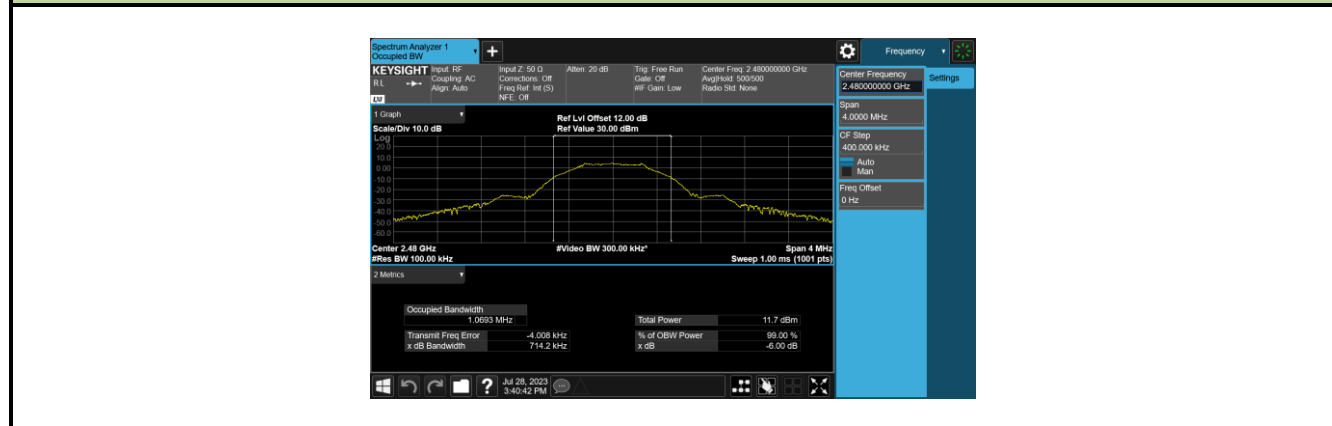 Spectrum Analyzer 1
Occupied BW
Frequency
KEYSIGHT
R L
LXI
Input: RF
Coupling: AC
Align: Auto
Input Z: 50 Ω
Corrections: Off
Freq Ref: Int (S)
NFE: Off
Atten: 20 dB
Trig: Free Run
Gate: Off
#IF Gain: Low
Center Freq: 2.480000000 GHz
Avg|Hold: 500/500
Radio Std: None
Center Frequency
2.480000000 GHz
Settings
Span
4.0000 MHz
CF Step
400.000 kHz
Auto
Man
Freq Offset
0 Hz
1 Graph
Scale/Div 10.0 dB
Ref Lvl Offset 12.00 dB
Ref Value 30.00 dBm
Log
20.0
10.0
0.00
-10.0
-20.0
-30.0
-40.0
-50.0
-60.0
Center 2.48 GHz
#Res BW 100.00 kHz
#Video BW 300.00 kHz*
Span 4 MHz
Sweep 1.00 ms (1001 pts)
2 Metrics
Occupied Bandwidth
1.0693 MHz
Total Power 11.7 dBm
Transmit Freq Error -4.008 kHz
% of OBW Power 99.00 %
x dB Bandwidth 714.2 kHz
x dB -6.00 dB
?
Jul 28, 2023
3:40:42 PM